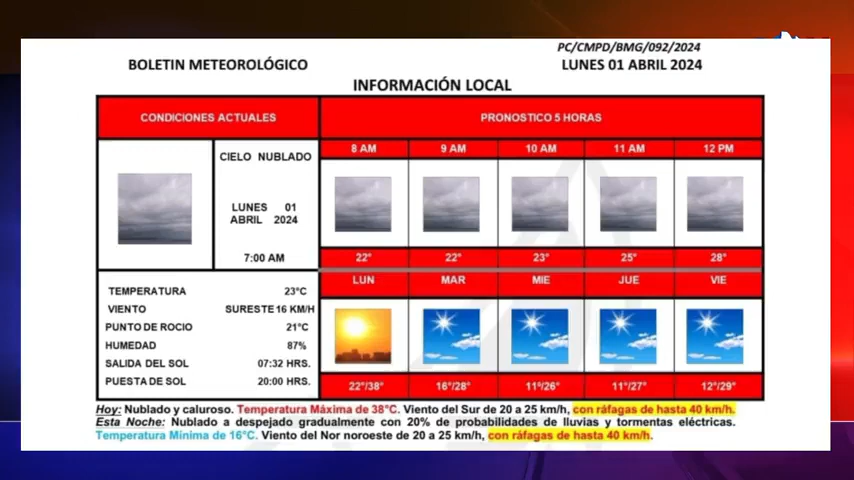 PC/CMPD/BMG/092/2024
BOLETIN METEOROLÓGICO LUNES 01 ABRIL 2024
INFORMACIÓN LOCAL
CONDICIONES ACTUALES PRONOSTICO 5 HORAS
8 AM 9 AM 10 AM 11 AM 12 PM
CIELO NUBLADO
LUNES 01
ABRIL 2024
7:00 AM
22° 22° 23° 25° 28°
LUN MAR MIE JUE VIE
TEMPERATURA 23°C
VIENTO SURESTE 16 KM/H
PUNTO DE ROCIO 21°C
HUMEDAD 87%
SALIDA DEL SOL 07:32 HRS.
PUESTA DE SOL 20:00 HRS.
22°/38° 16°/28° 11°/26° 11°/27° 12°/29°
Hoy: Nublado y caluroso. Temperatura Máxima de 38°C. Viento del Sur de 20 a 25 km/h, con ráfagas de hasta 40 km/h.
Esta Noche: Nublado a despejado gradualmente con 20% de probabilidades de lluvias y tormentas eléctricas.
Temperatura Mínima de 16°C. Viento del Nor noroeste de 20 a 25 km/h, con ráfagas de hasta 40 km/h.